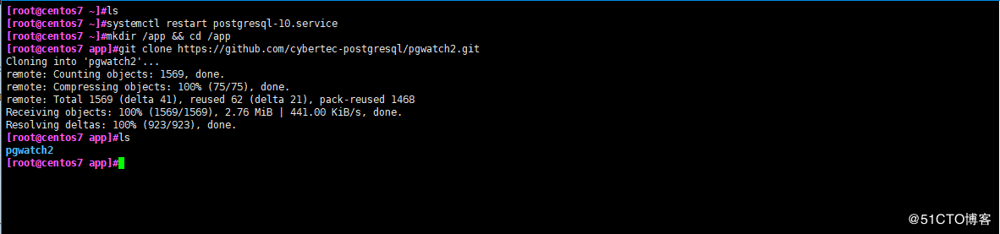 [root@centos7 ~]#ls
[root@centos7 ~]#systemctl restart postgresql-10.service
[root@centos7 ~]#mkdir /app && cd /app
[root@centos7 app]#git clone https://github.com/cybertec-postgresql/pgwatch2.git
Cloning into 'pgwatch2'...
remote: Counting objects: 1569, done.
remote: Compressing objects: 100% (75/75), done.
remote: Total 1569 (delta 41), reused 62 (delta 21), pack-reused 1468
Receiving objects: 100% (1569/1569), 2.76 MiB | 441.00 KiB/s, done.
Resolving deltas: 100% (923/923), done.
[root@centos7 app]#ls
pgwatch2
[root@centos7 app]#
@51CTO博客